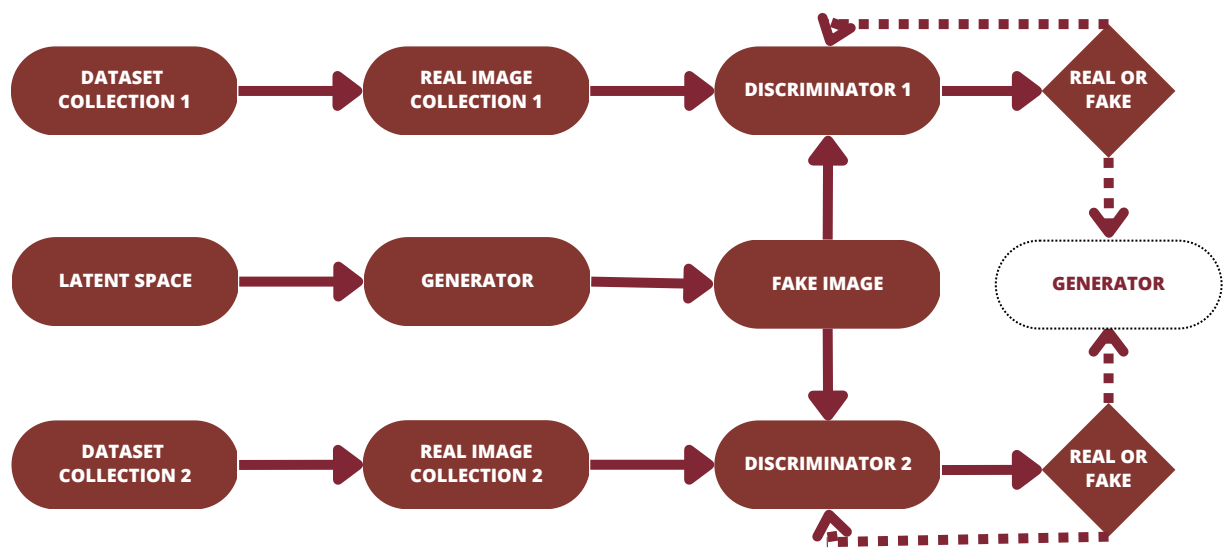 DATASET
COLLECTION 1
REAL IMAGE
COLLECTION 1
DISCRIMINATOR 1
REAL OR
FAKE
LATENT SPACE
GENERATOR
FAKE IMAGE
GENERATOR
DATASET
COLLECTION 2
REAL IMAGE
COLLECTION 2
DISCRIMINATOR 2
REAL OR
FAKE